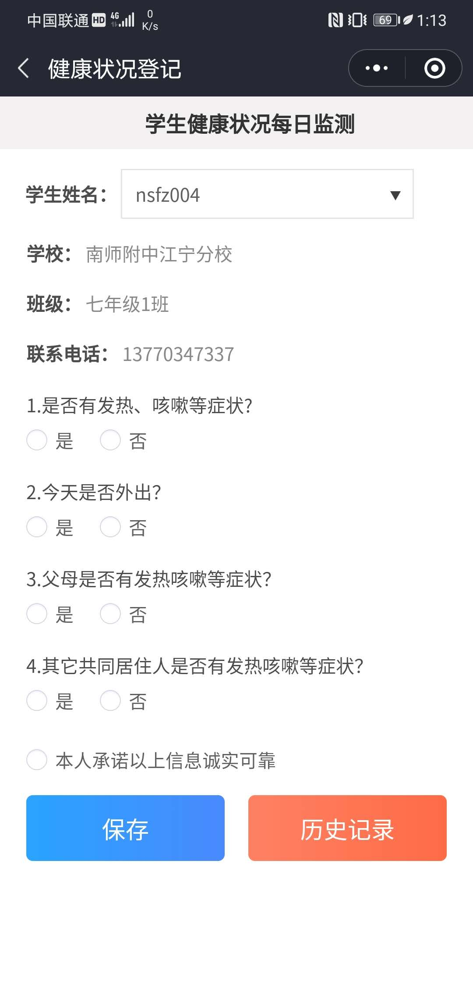 中国联通 HD 4G 0 K/s 69 1:13
健康状况登记
学生健康状况每日监测
学生姓名： nsfz004
学校： 南师附中江宁分校
班级： 七年级1班
联系电话： 13770347337
1.是否有发热、咳嗽等症状?
是 否
2.今天是否外出?
是 否
3.父母是否有发热咳嗽等症状?
是 否
4.其它共同居住人是否有发热咳嗽等症状?
是 否
本人承诺以上信息诚实可靠
保存 历史记录